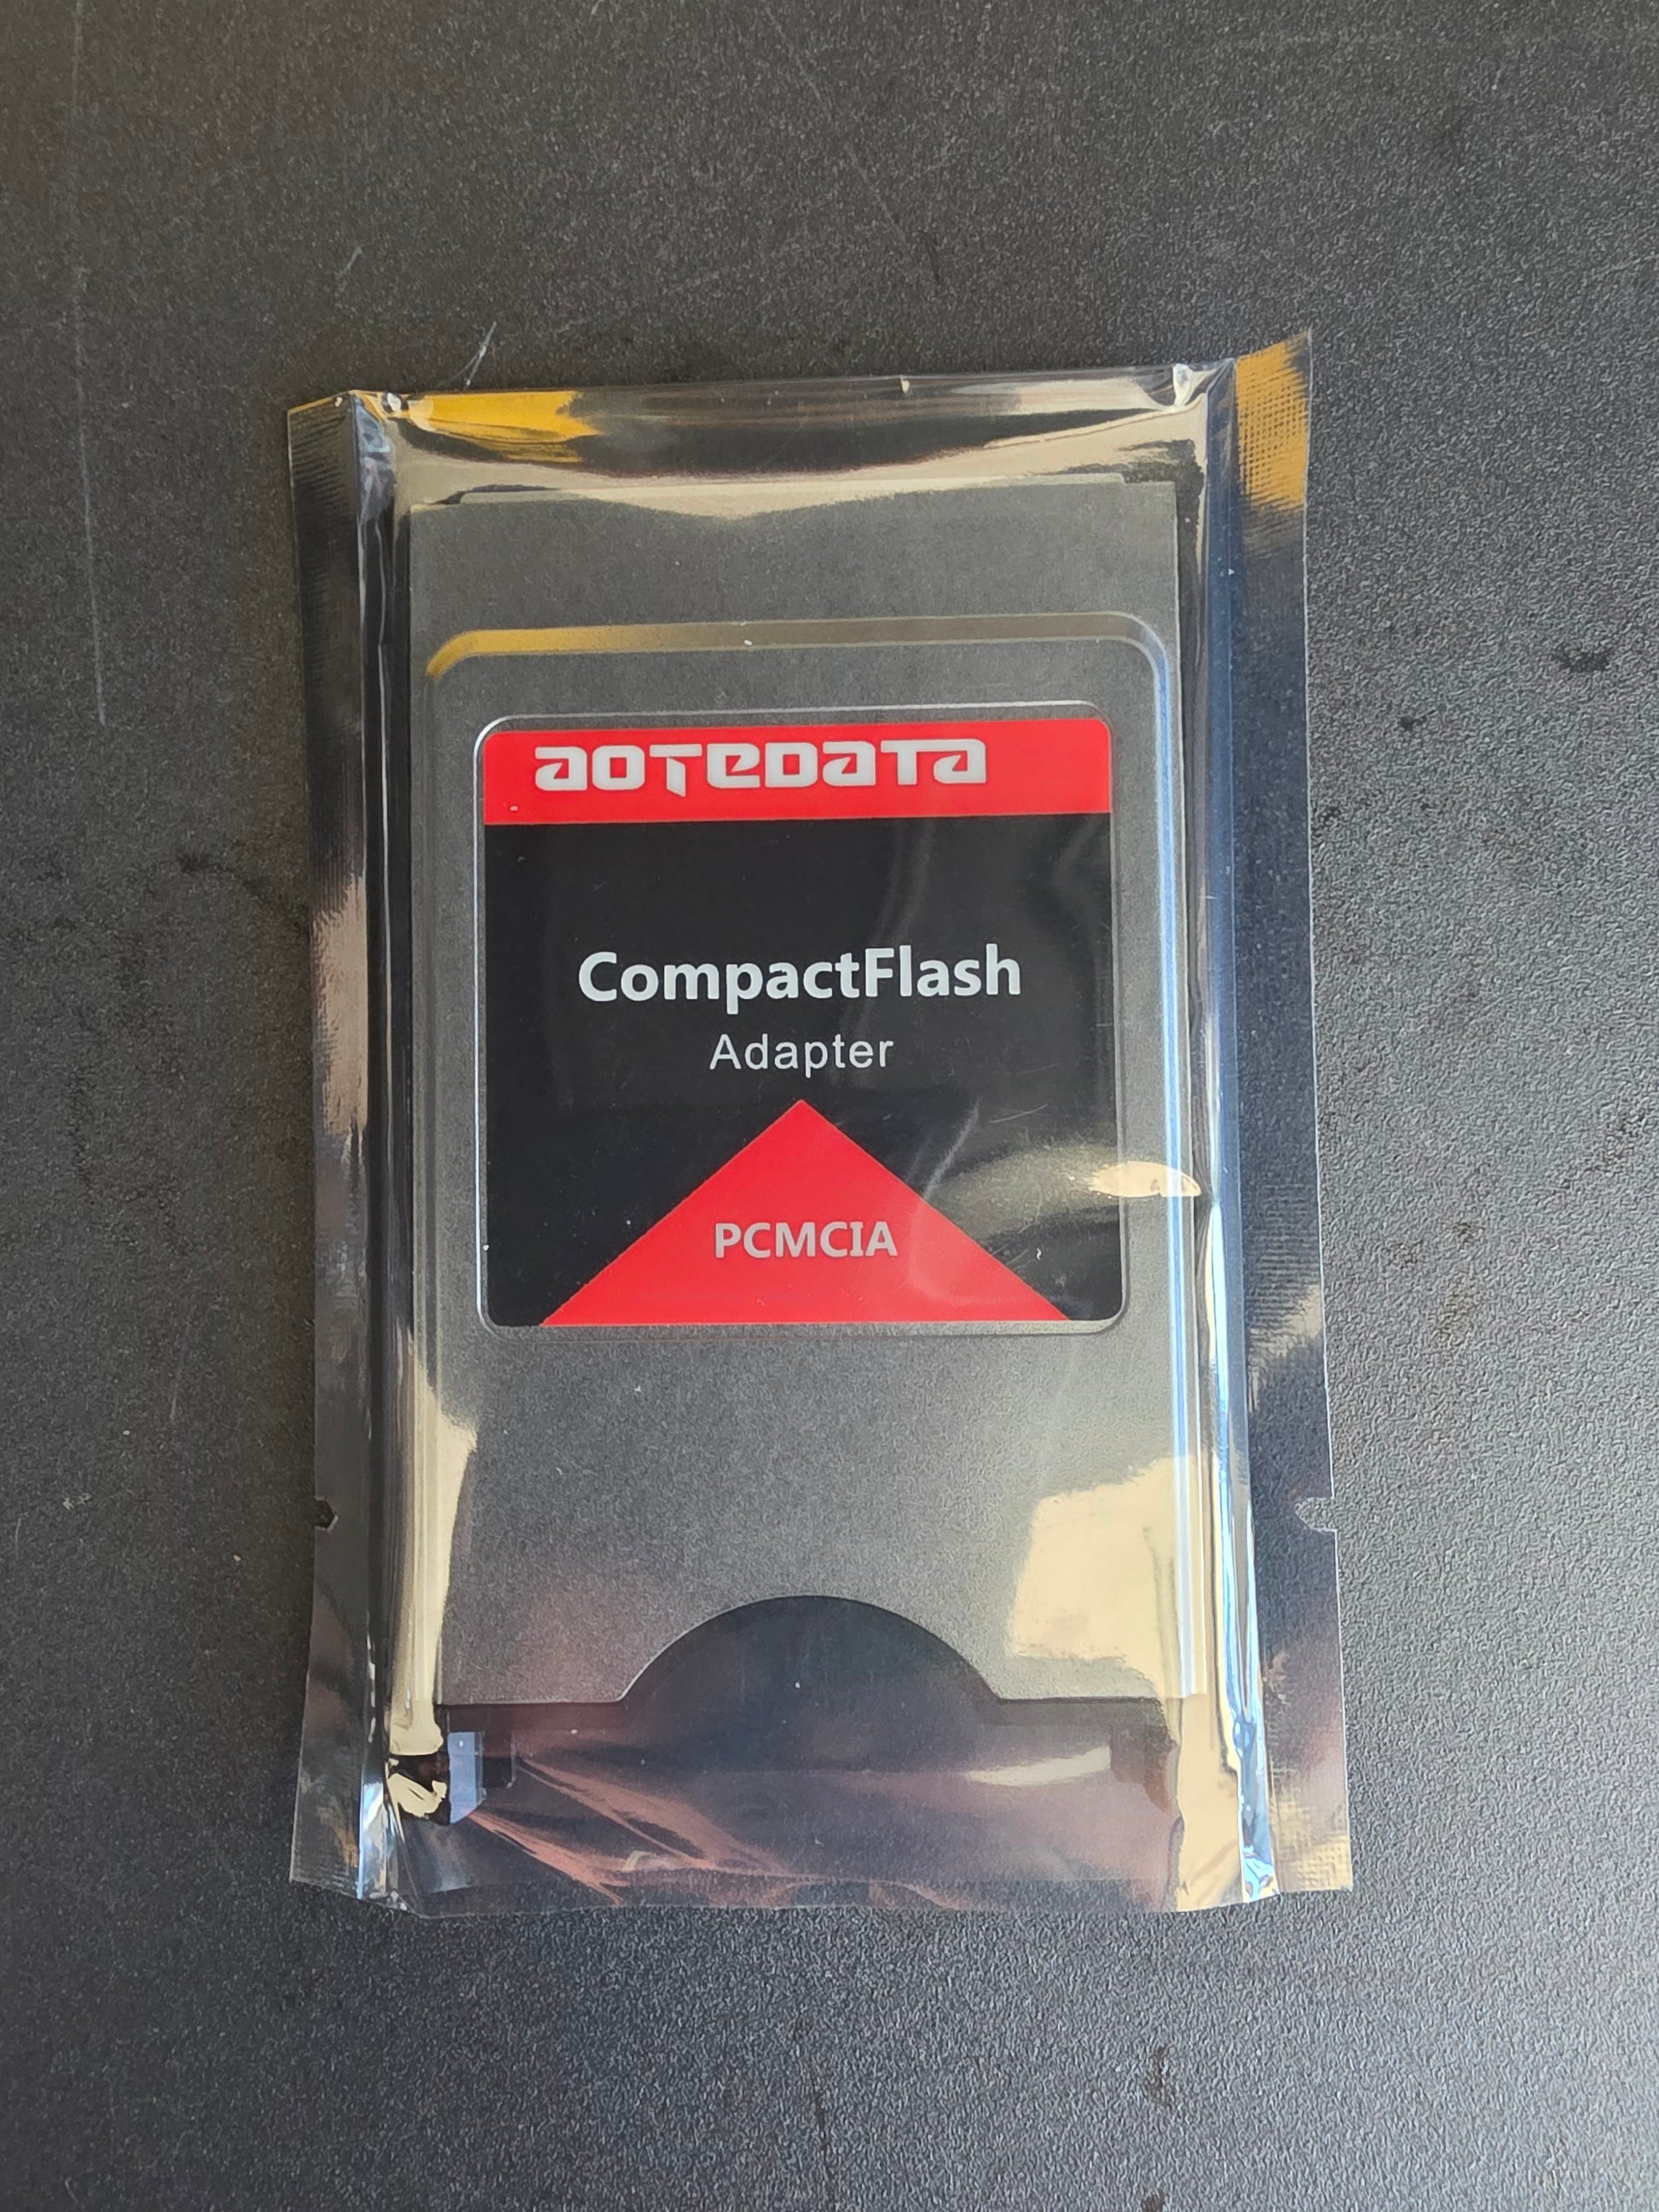 aOTEDATA
CompactFlash
Adapter
PCMCIA